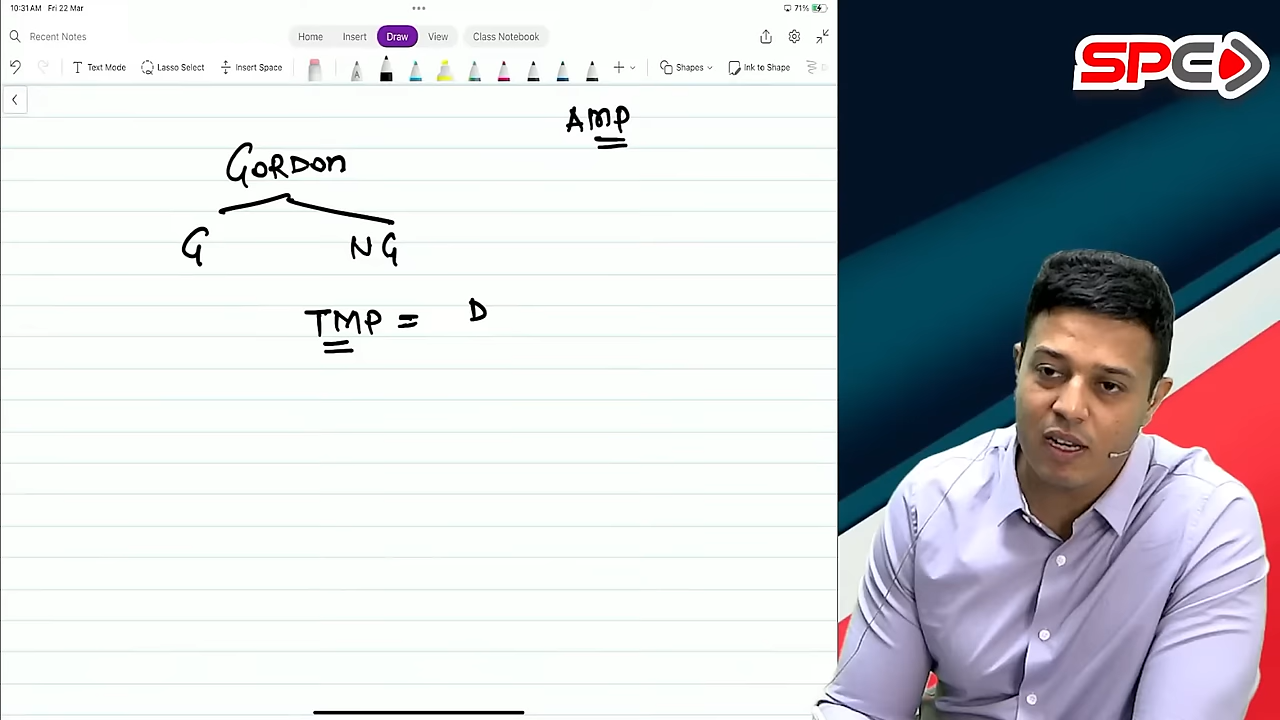 10:31 AM Fri 22 Mar
71%
Recent Notes
Home Insert Draw View Class Notebook
Text Mode Lasso Select Insert Space Shapes Ink to Shape
SPC
AMP
GORDON
G NG
TMP = D